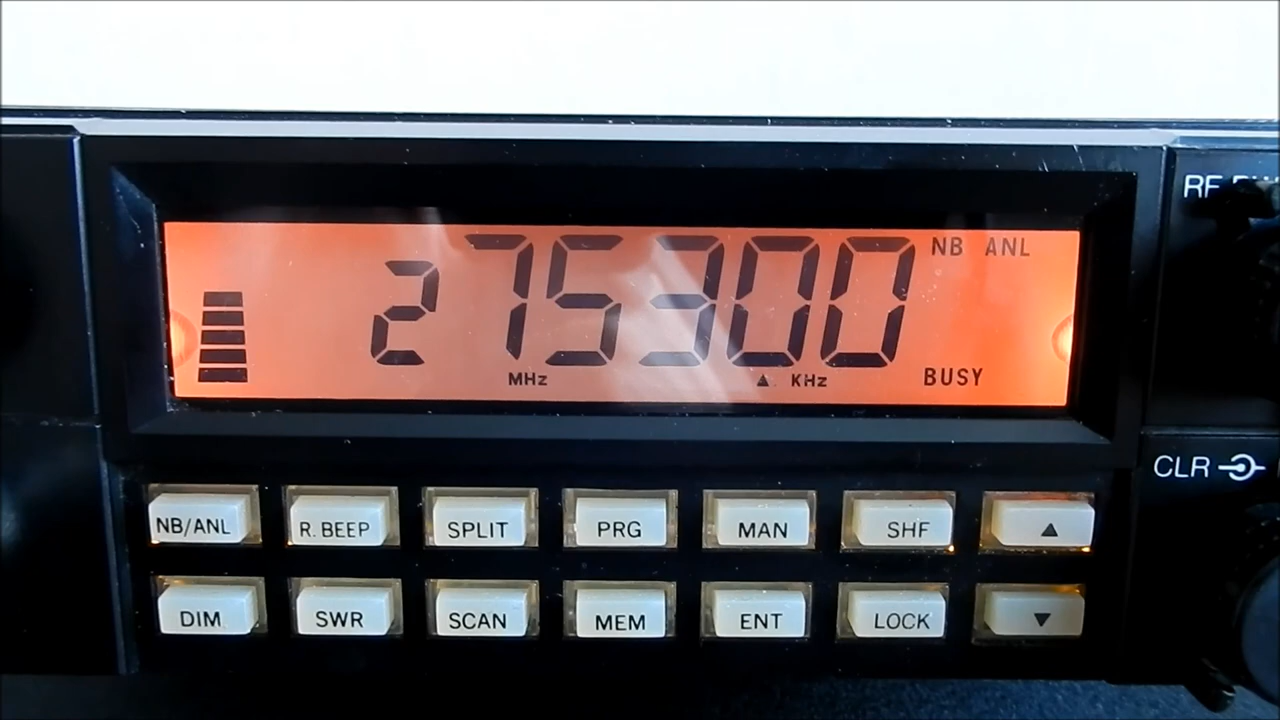 275300 NB ANL
MHz ▲ KHz BUSY
CLR
NB/ANL R. BEEP SPLIT PRG MAN SHF ▲
DIM SWR SCAN MEM ENT LOCK ▼